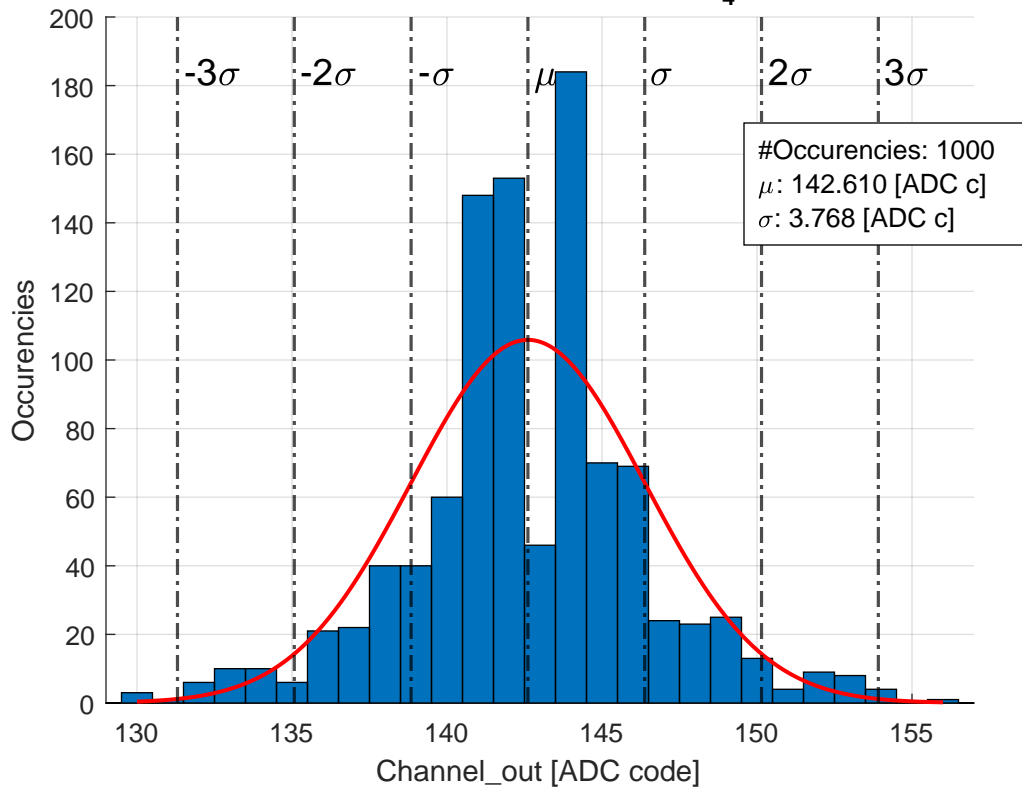 4
200
180
160
140
120
100
80
60
40
20
0
Occurencies
-3σ -2σ -σ μ σ 2σ 3σ
#Occurencies: 1000
μ: 142.610 [ADC c]
σ: 3.768 [ADC c]
130 135 140 145 150 155
Channel_out [ADC code]